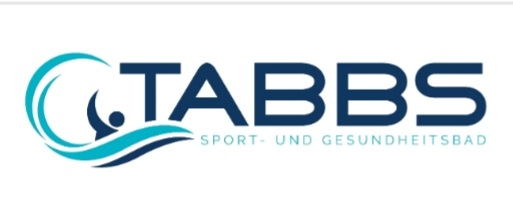 TABBS
SPORT- UND GESUNDHEITSBAD